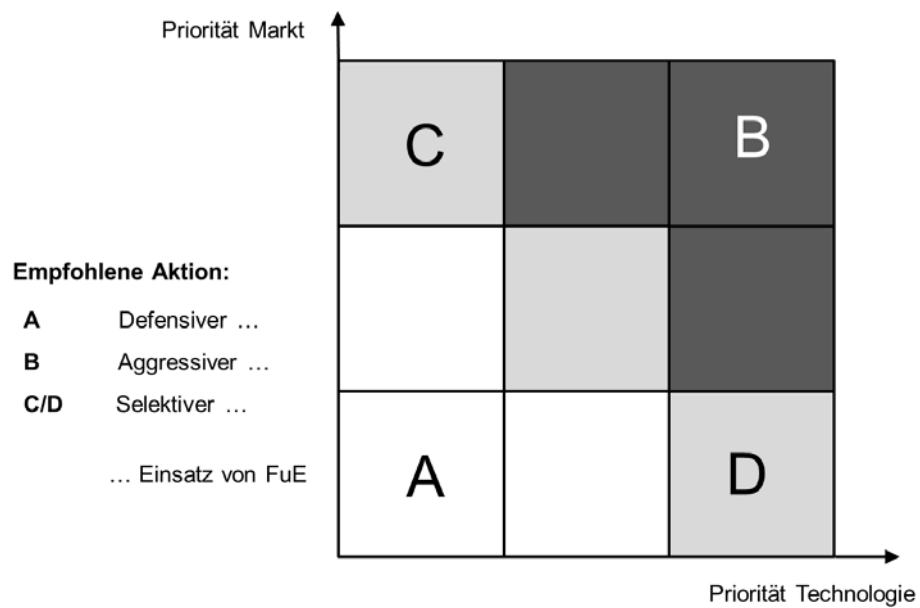 Priorität Markt
C
B
Empfohlene Aktion:
A Defensiver …
B Aggressiver …
C/D Selektiver …
… Einsatz von FuE
A
D
Priorität Technologie